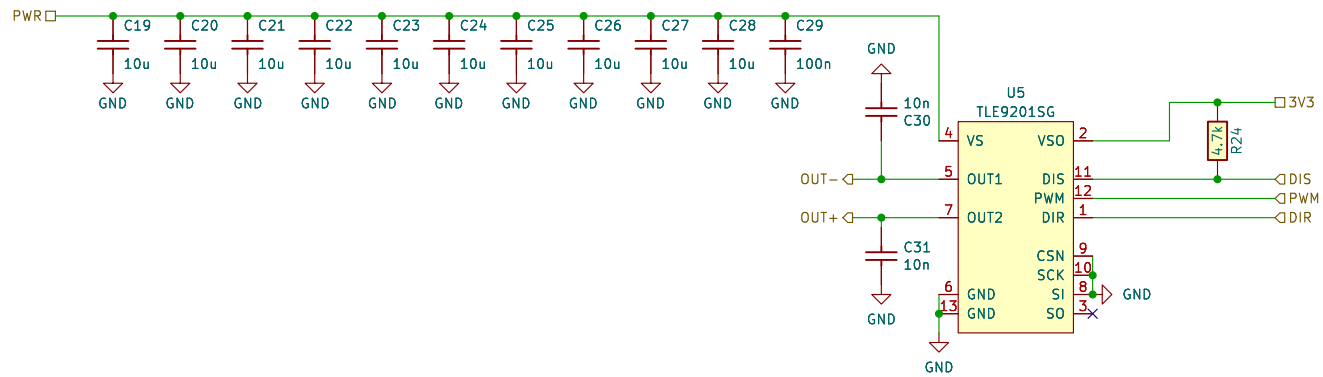 PWR
C19 C20 C21 C22 C23 C24 C25 C26 C27 C28 C29
10u 10u 10u 10u 10u 10u 10u 10u 10u 10u 100n
GND GND GND GND GND GND GND GND GND GND GND
GND
10n
C30
U5
TLE9201SG
3V3
4.7k
R24
4 VS VSO 2
OUT- 5 OUT1 DIS 11 DIS
PWM 12 PWM
OUT+ 7 OUT2 DIR 1 DIR
C31
10n
GND
CSN 9
SCK 10
6 GND SI 8 GND
13 GND SO 3
GND